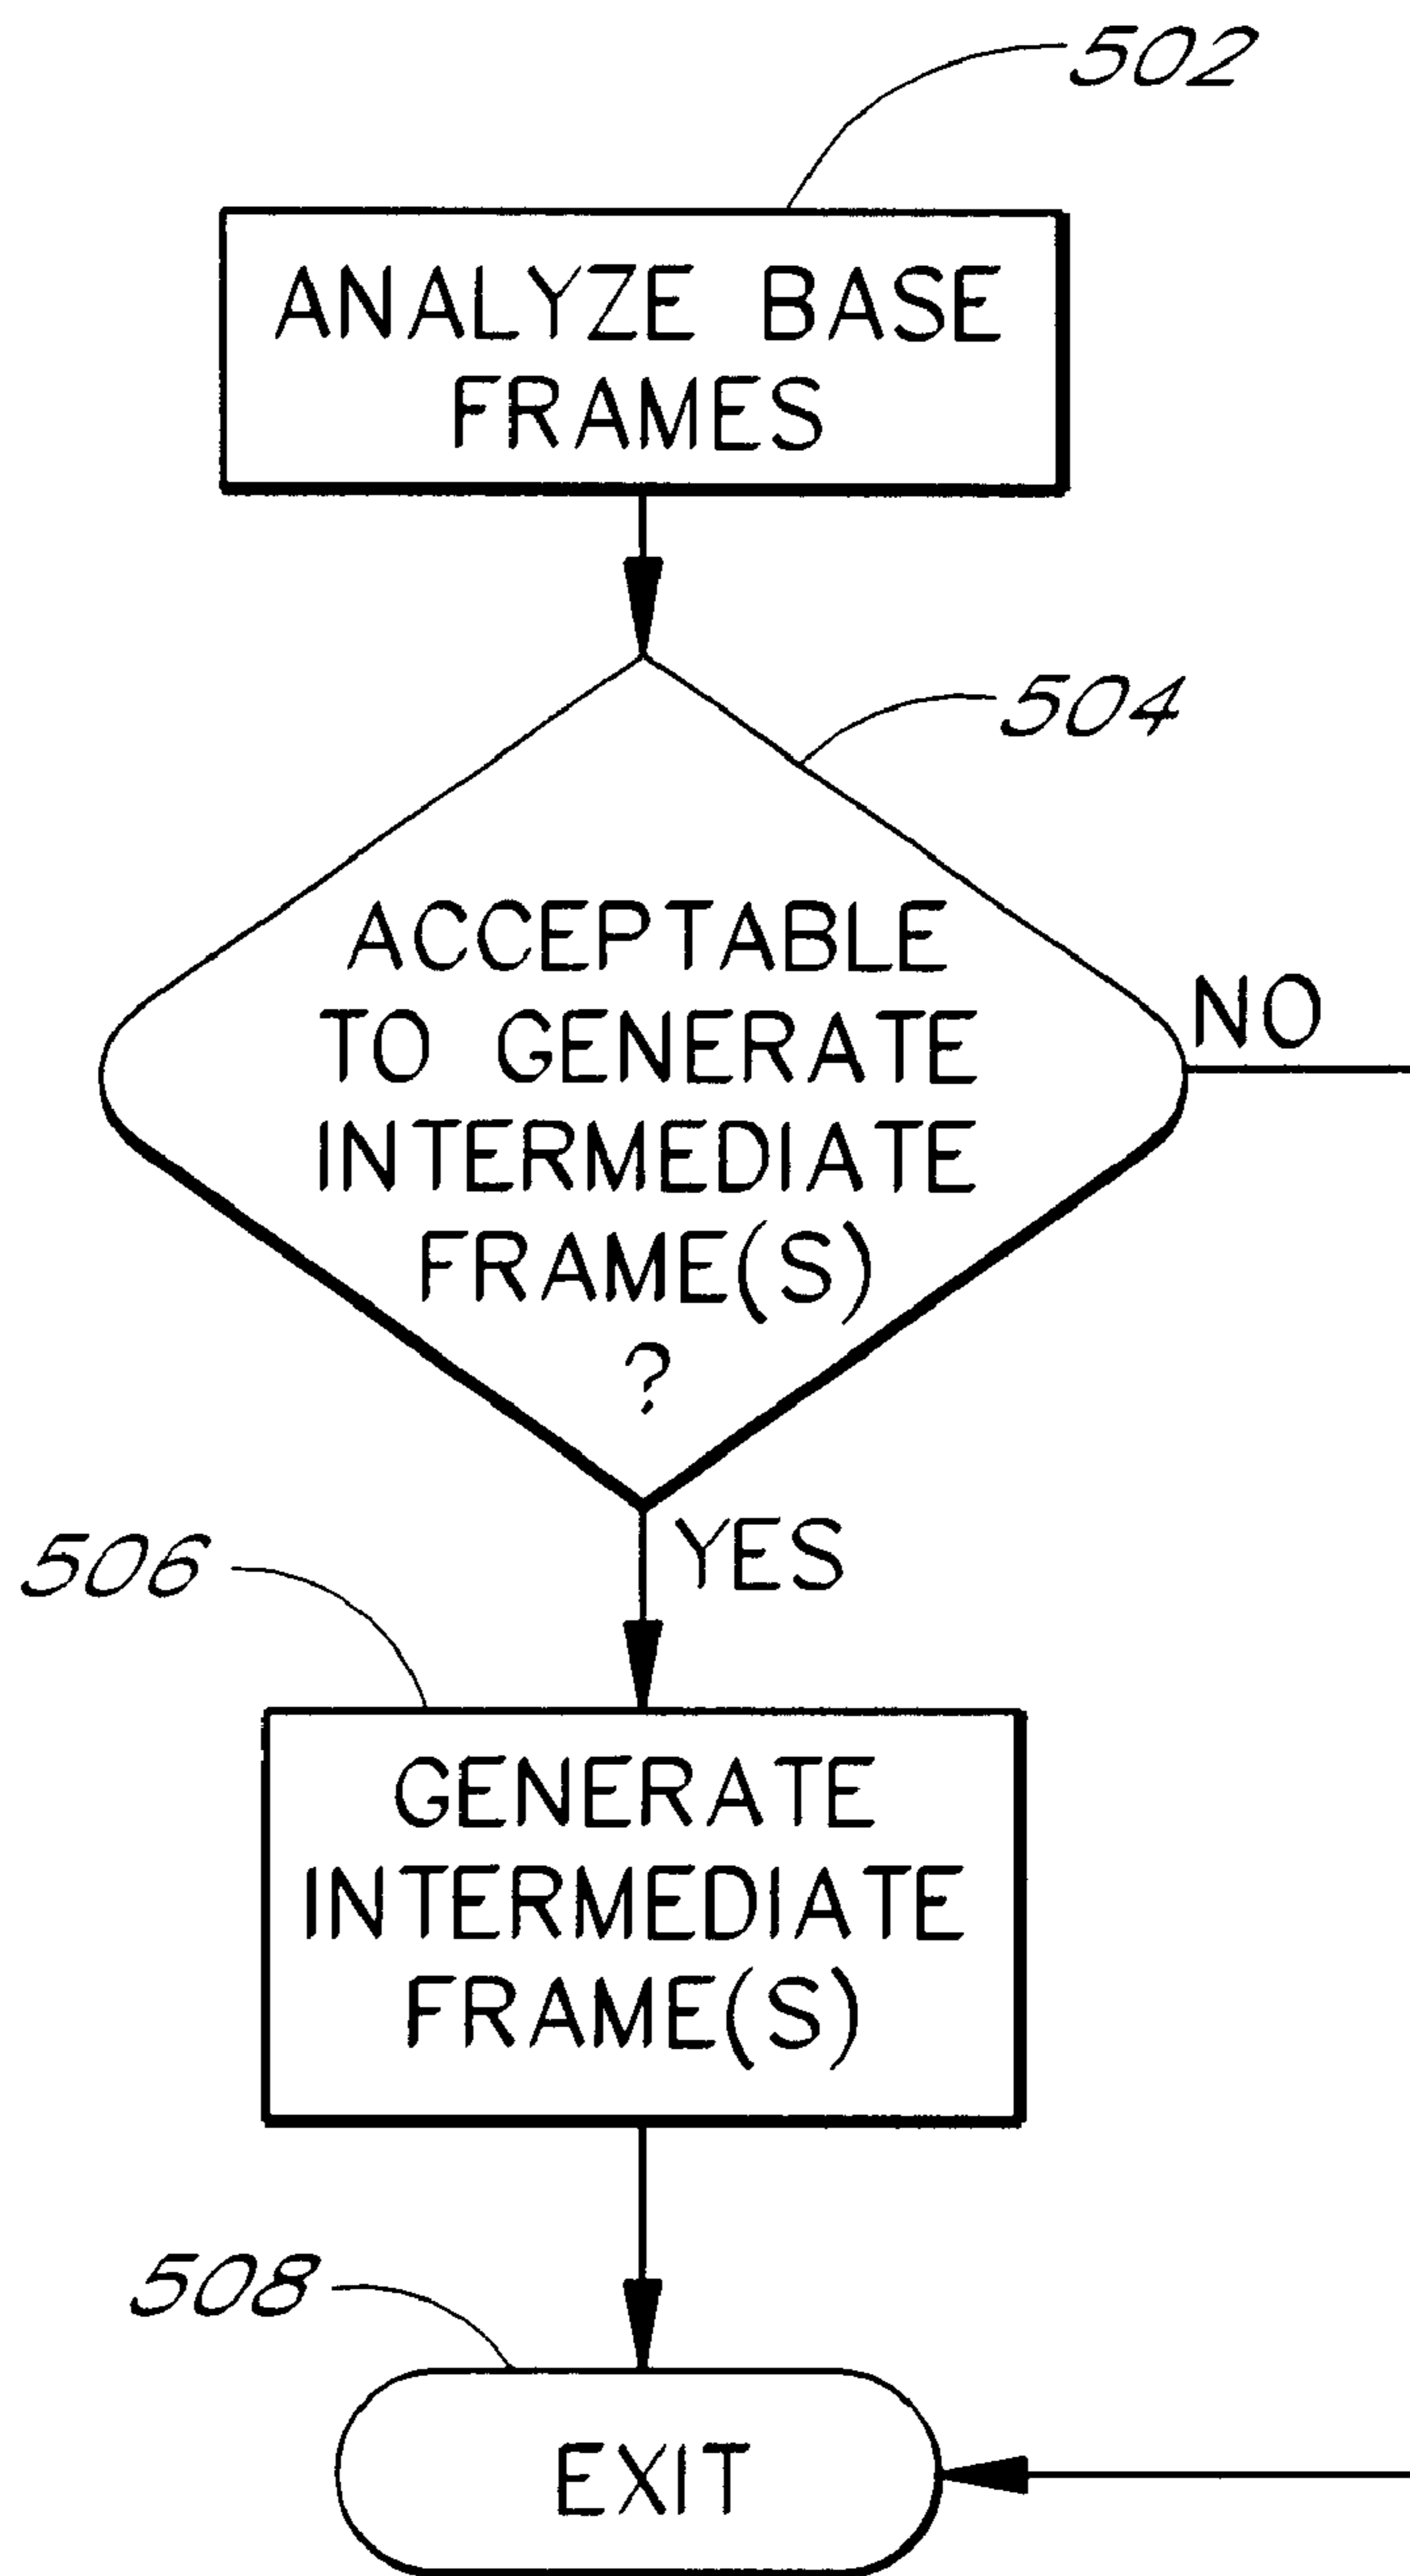 502
ANALYZE BASE
FRAMES
504
ACCEPTABLE
TO GENERATE
INTERMEDIATE
FRAME(S)
?
NO
YES
506
GENERATE
INTERMEDIATE
FRAME(S)
508
EXIT